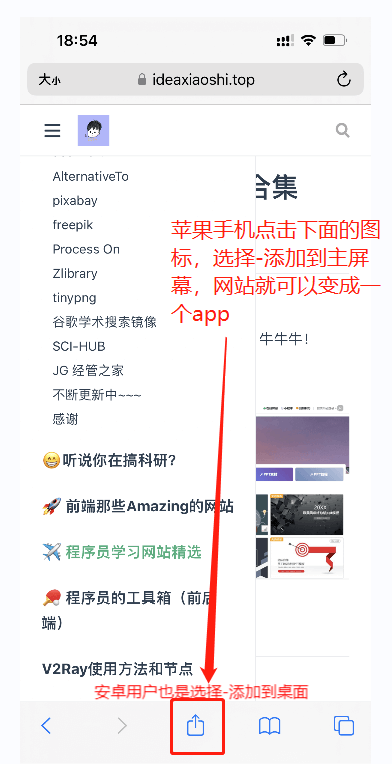 18:54
大小 ideaxiaoshi.top
AlternativeTo
合集
pixabay
freepik
苹果手机点击下面的图
标，选择-添加到主屏
幕，网站就可以变成一
个app
Process On
Zlibrary
tinypng
谷歌学术搜索镜像
牛牛牛！
SCI-HUB
JG 经管之家
不断更新中~~~
感谢
😁听说你在搞科研?
🚀 前端那些Amazing的网站
✈️ 程序员学习网站精选
🏓 程序员的工具箱（前后
端）
V2Ray使用方法和节点
安卓用户也是选择-添加到桌面